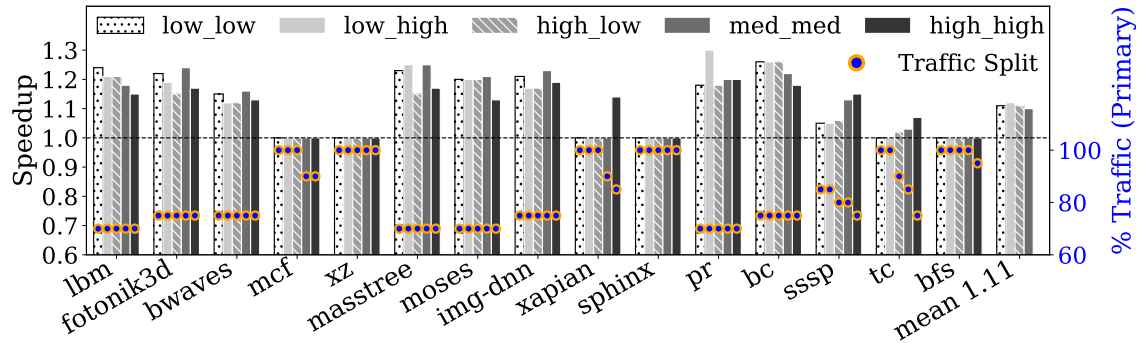 low_low low_high high_low med_med high_high
Traffic Split
Speedup
1.3
1.2
1.1
1.0
0.9
0.8
0.7
0.6
100
80
60
% Traffic (Primary)
lbm
fotonik3d
bwaves
mcf
xz
masstree
moses
img-dnn
xapian
sphinx
pr
bc
sssp
tc
bfs
mean 1.11